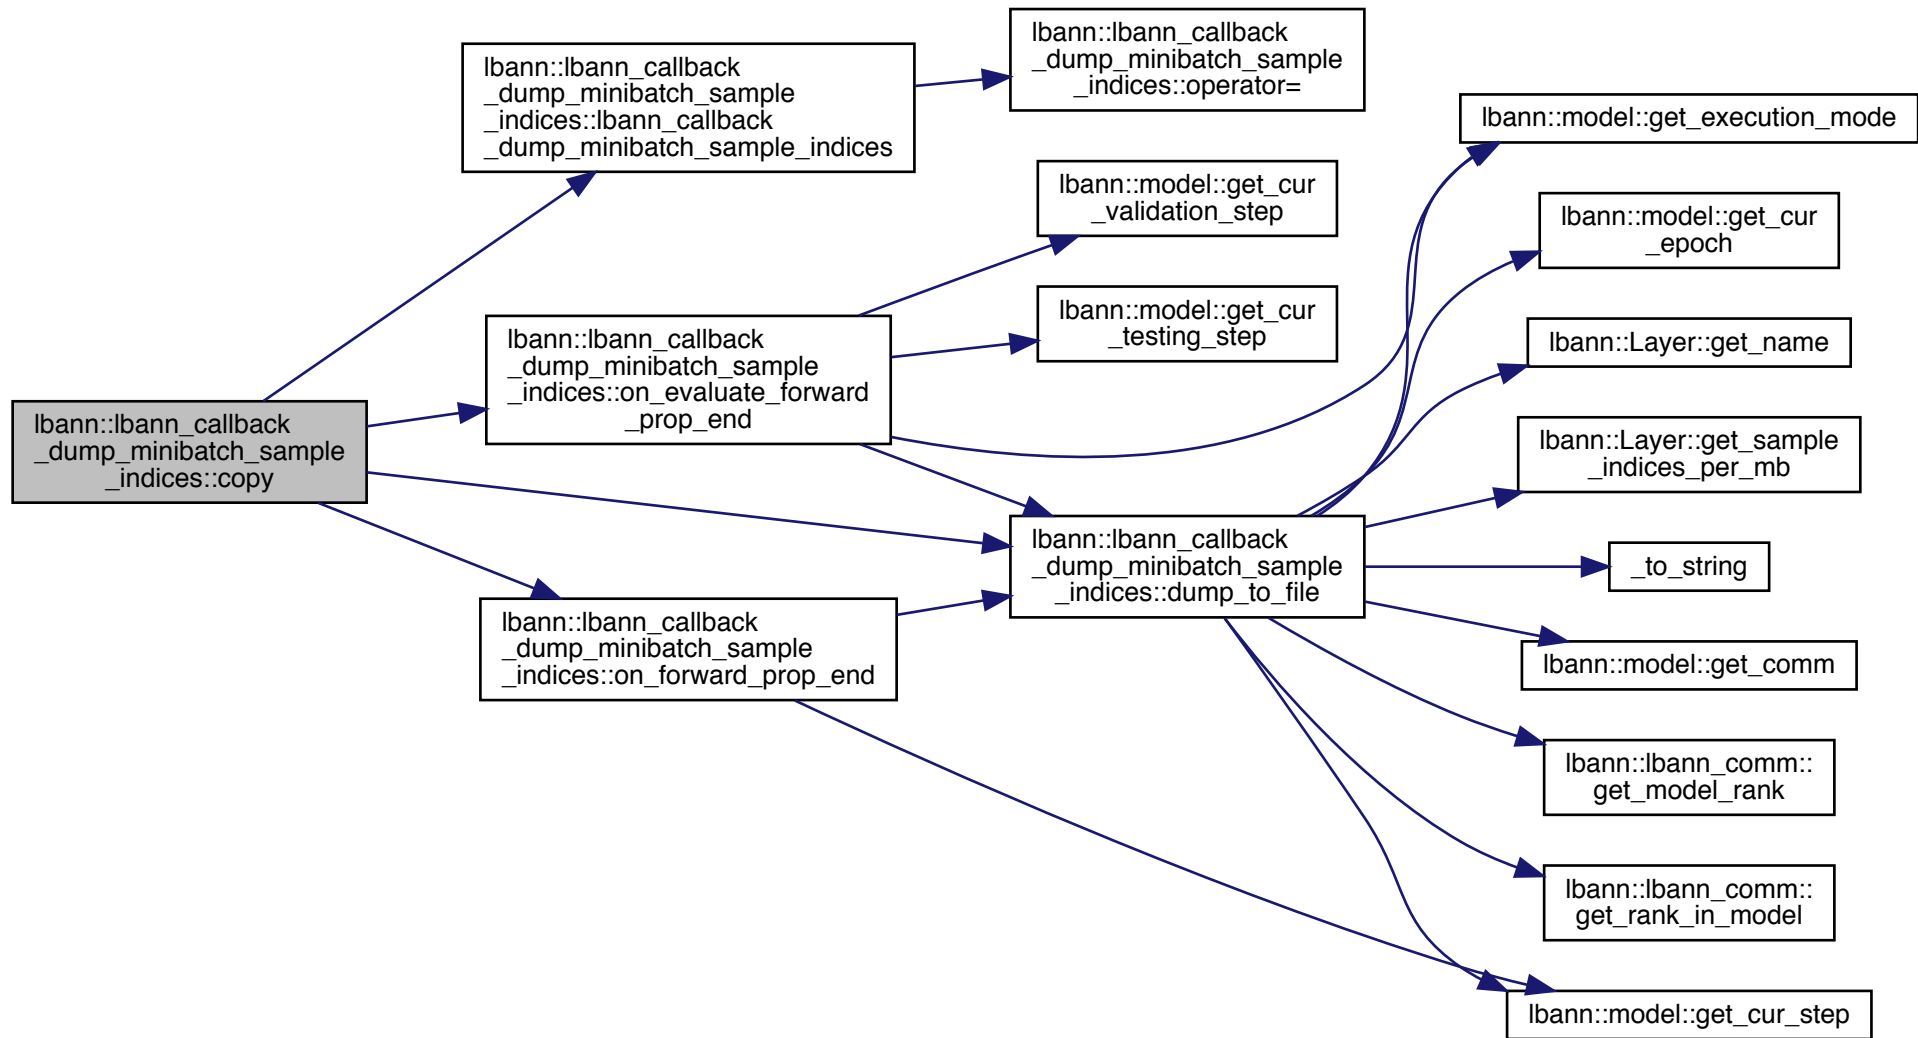 lbann::lbann_callback
_dump_minibatch_sample
_indices::copy
lbann::lbann_callback
_dump_minibatch_sample
_indices::lbann_callback
_dump_minibatch_sample_indices
lbann::lbann_callback
_dump_minibatch_sample
_indices::on_evaluate_forward
_prop_end
lbann::lbann_callback
_dump_minibatch_sample
_indices::on_forward_prop_end
lbann::lbann_callback
_dump_minibatch_sample
_indices::operator=
lbann::model::get_cur
_validation_step
lbann::model::get_cur
_testing_step
lbann::lbann_callback
_dump_minibatch_sample
_indices::dump_to_file
lbann::model::get_execution_mode
lbann::model::get_cur
_epoch
lbann::Layer::get_name
lbann::Layer::get_sample
_indices_per_mb
_to_string
lbann::model::get_comm
lbann::lbann_comm::
get_model_rank
lbann::lbann_comm::
get_rank_in_model
lbann::model::get_cur_step